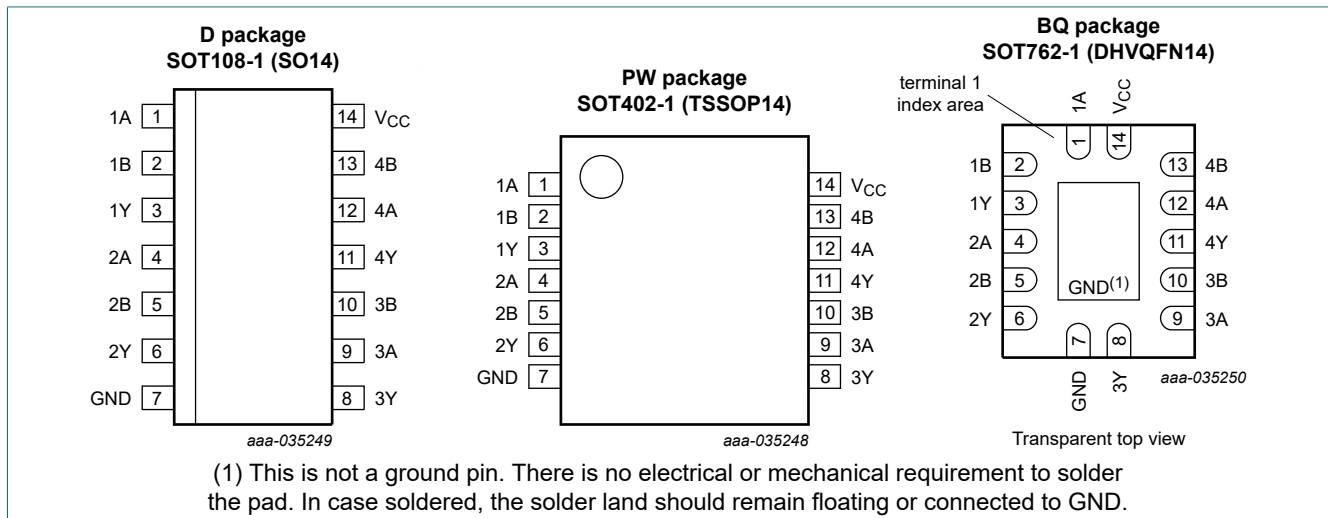 D package
SOT108-1 (SO14)
1A 1
1B 2
1Y 3
2A 4
2B 5
2Y 6
GND 7
14 VCC
13 4B
12 4A
11 4Y
10 3B
9 3A
8 3Y
aaa-035249
PW package
SOT402-1 (TSSOP14)
1A 1
1B 2
1Y 3
2A 4
2B 5
2Y 6
GND 7
14 VCC
13 4B
12 4A
11 4Y
10 3B
9 3A
8 3Y
aaa-035248
BQ package
SOT762-1 (DHVQFN14)
terminal 1
index area
1A
VCC
1
14
1B 2
1Y 3
2A 4
2B 5
2Y 6
13 4B
12 4A
11 4Y
10 3B
9 3A
GND(1)
7
8
GND
3Y
aaa-035250
Transparent top view
(1) This is not a ground pin. There is no electrical or mechanical requirement to solder
the pad. In case soldered, the solder land should remain floating or connected to GND.